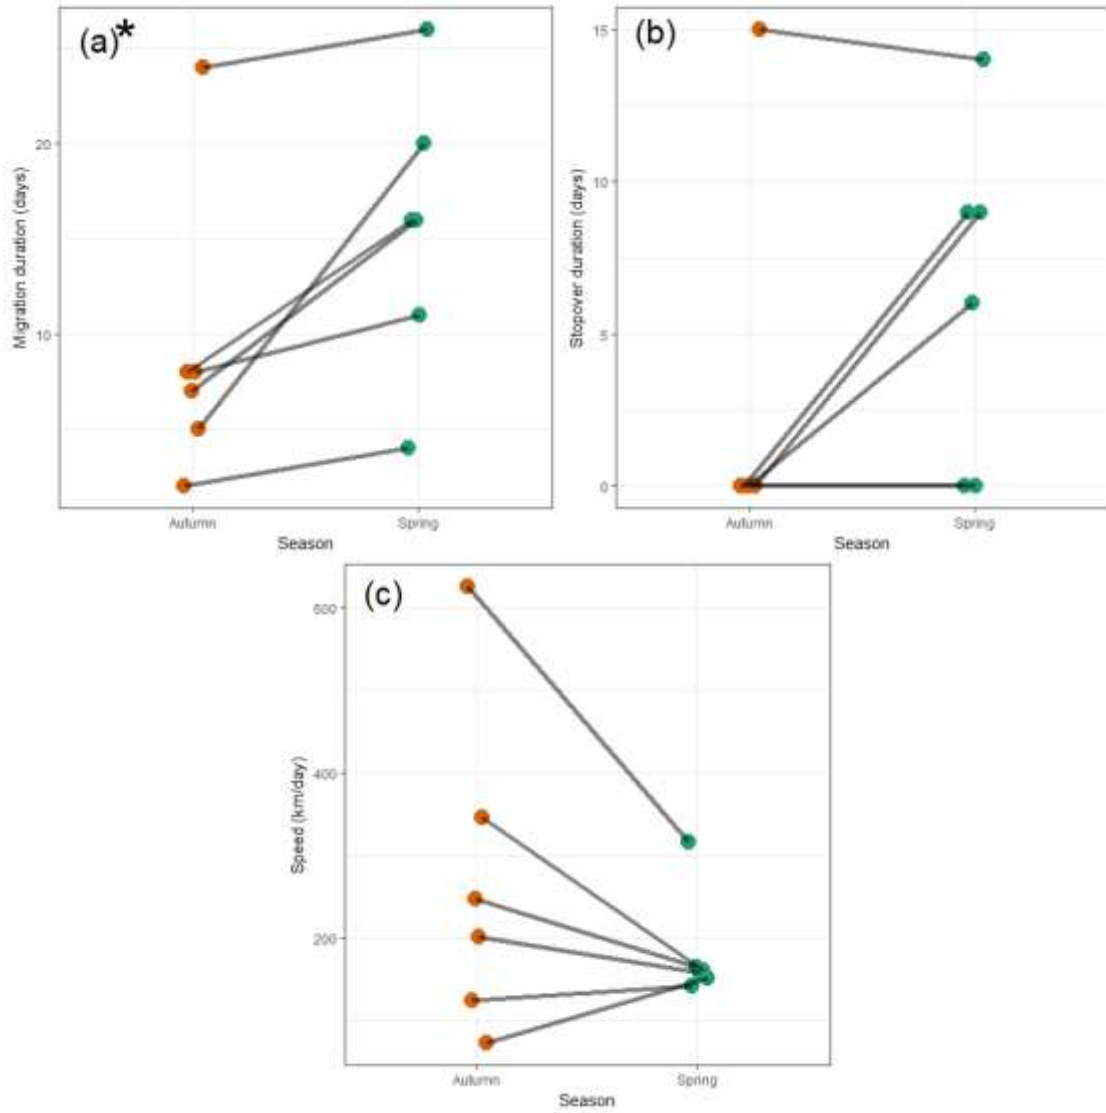 (a)*
Migration duration (days)
20
10
Autumn
Spring
Season
(b)
Stopover duration (days)
15
10
5
0
Autumn
Spring
Season
(c)
Speed (km/day)
600
400
200
Autumn
Spring
Season